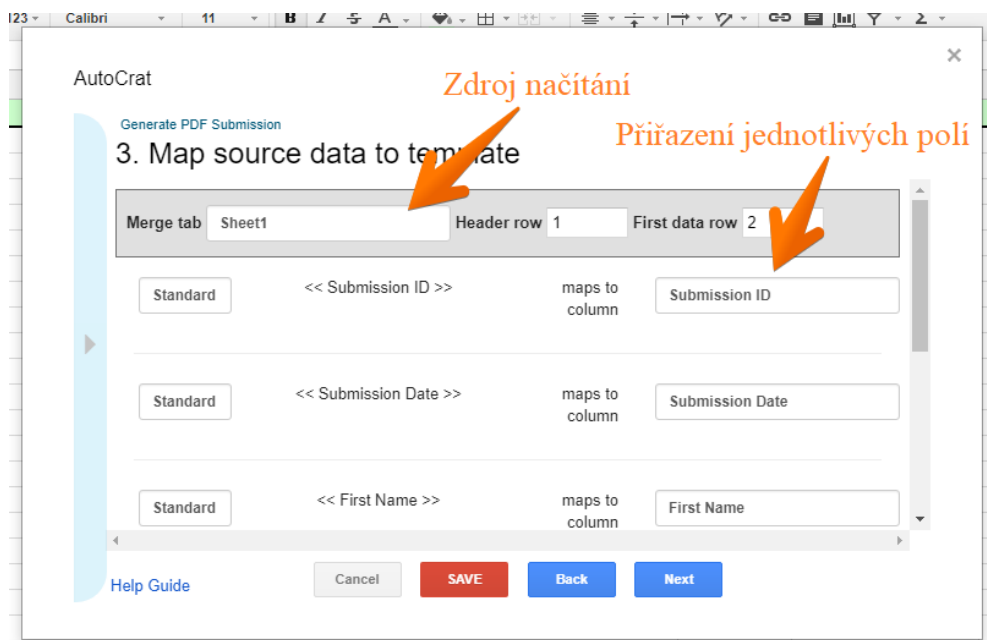 123 Calibri 11 B I S A
AutoCrat
Zdroj načítání
Generate PDF Submission
Přiřazení jednotlivých polí
3. Map source data to template
Merge tab Sheet1 Header row 1 First data row 2
Standard << Submission ID >> maps to column Submission ID
Standard << Submission Date >> maps to column Submission Date
Standard << First Name >> maps to column First Name
Help Guide Cancel SAVE Back Next